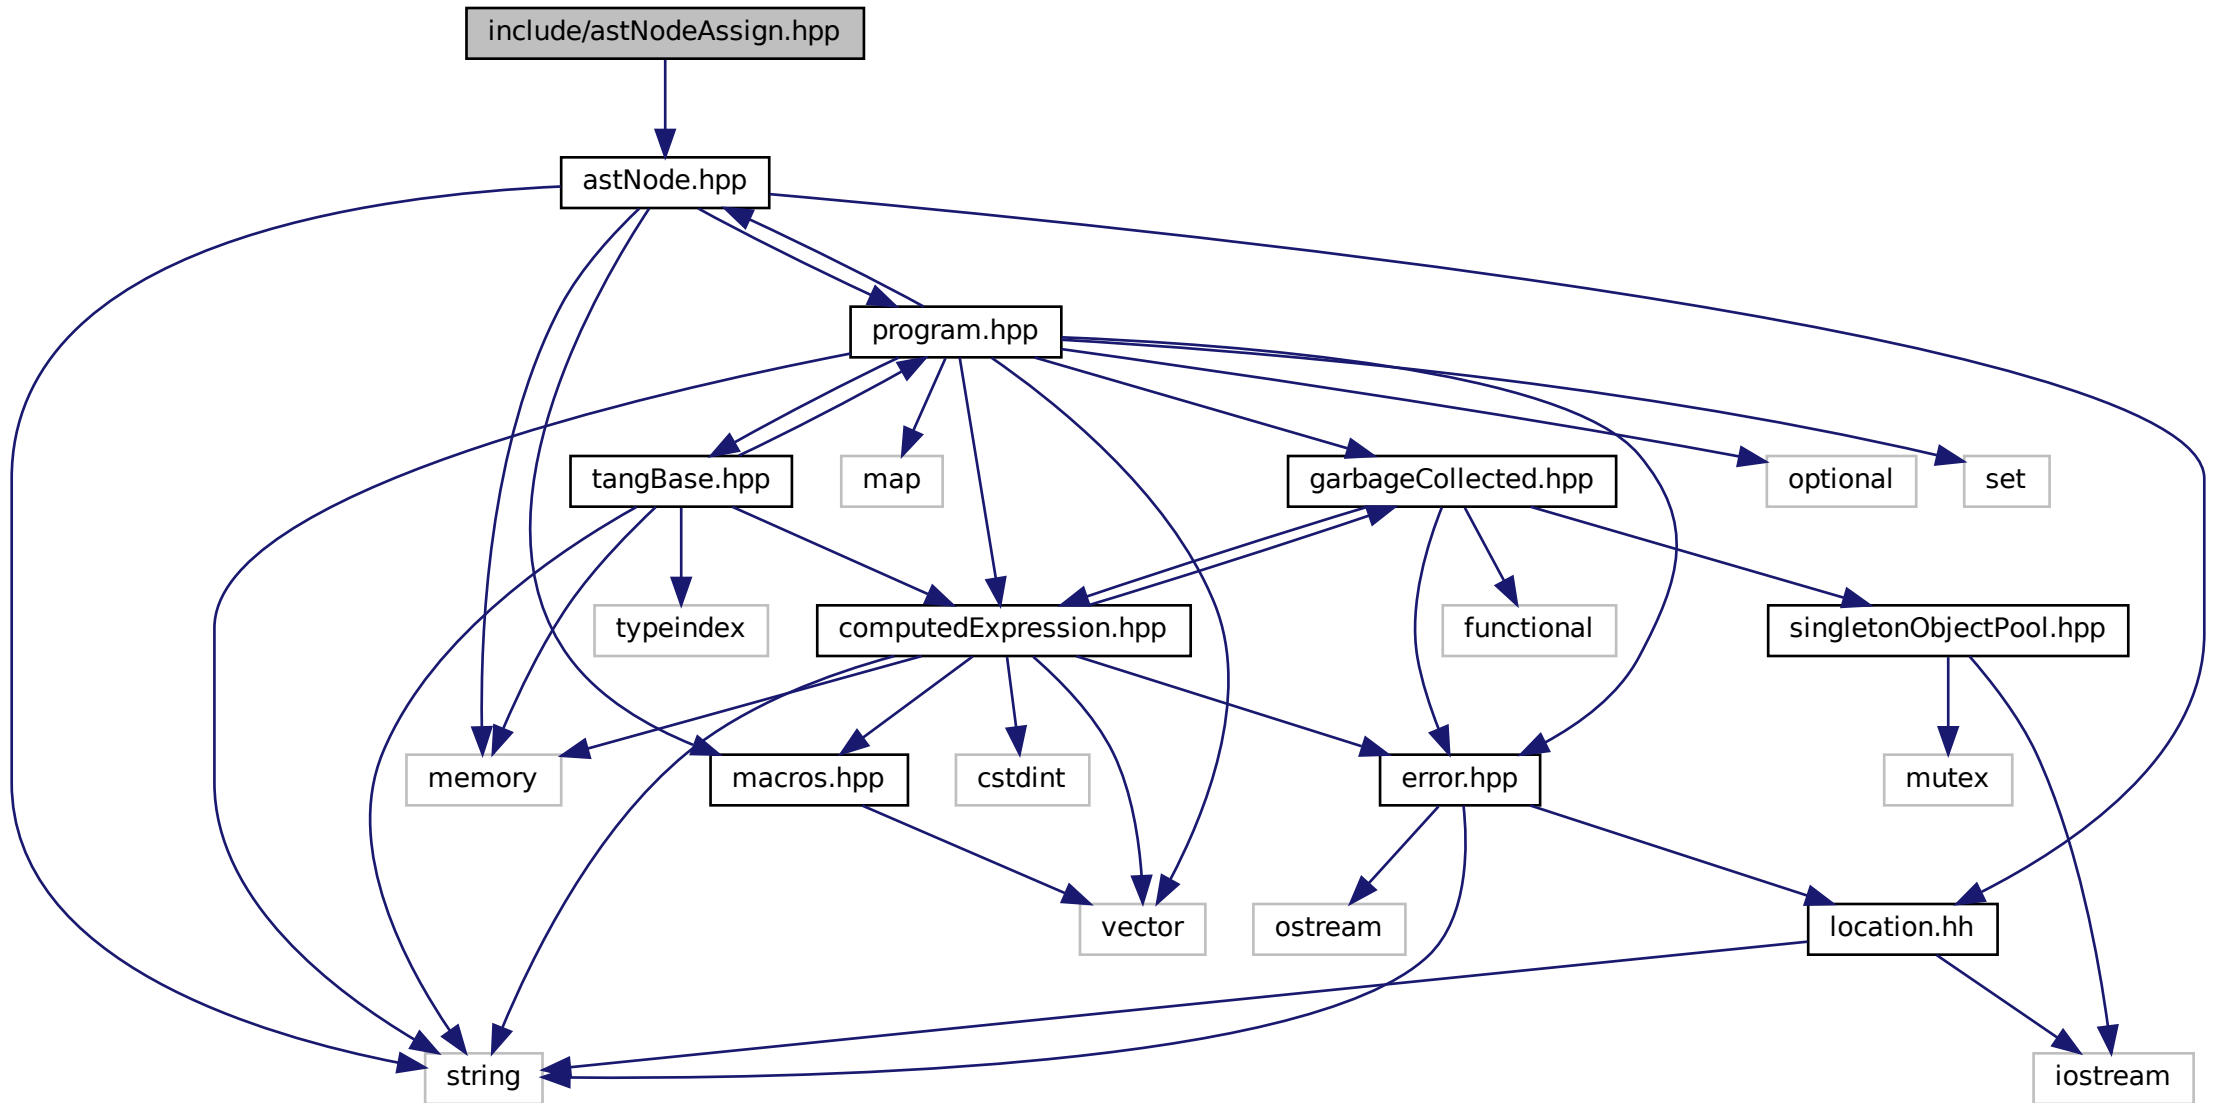 include/astNodeAssign.hpp
astNode.hpp
program.hpp
tangBase.hpp
map
garbageCollected.hpp
optional
set
typeindex
computedExpression.hpp
functional
singletonObjectPool.hpp
memory
macros.hpp
cstdint
error.hpp
mutex
vector
ostream
location.hh
string
iostream